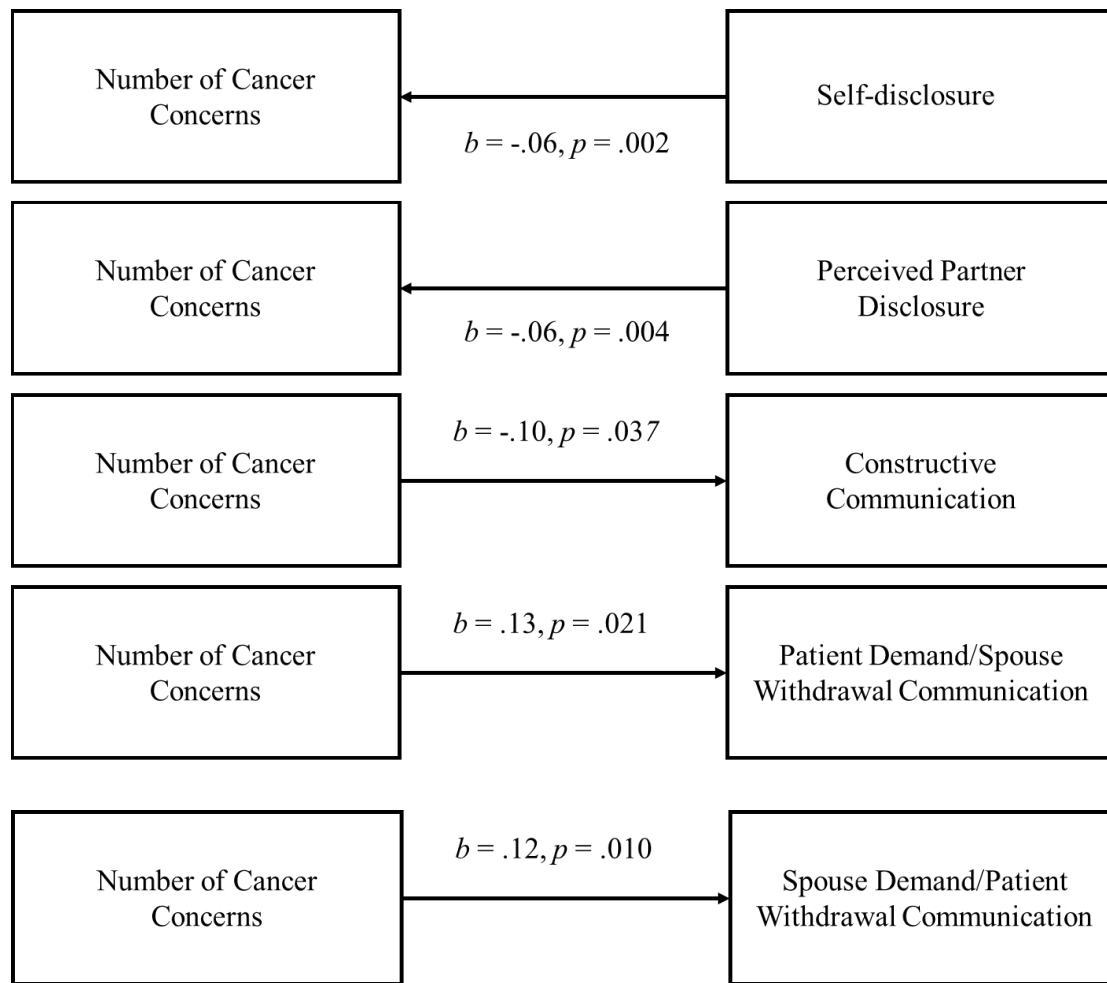 Number of Cancer
Concerns
b = -.06, p = .002
Self-disclosure
Number of Cancer
Concerns
b = -.06, p = .004
Perceived Partner
Disclosure
Number of Cancer
Concerns
b = -.10, p = .037
Constructive
Communication
Number of Cancer
Concerns
b = .13, p = .021
Patient Demand/Spouse
Withdrawal Communication
Number of Cancer
Concerns
b = .12, p = .010
Spouse Demand/Patient
Withdrawal Communication